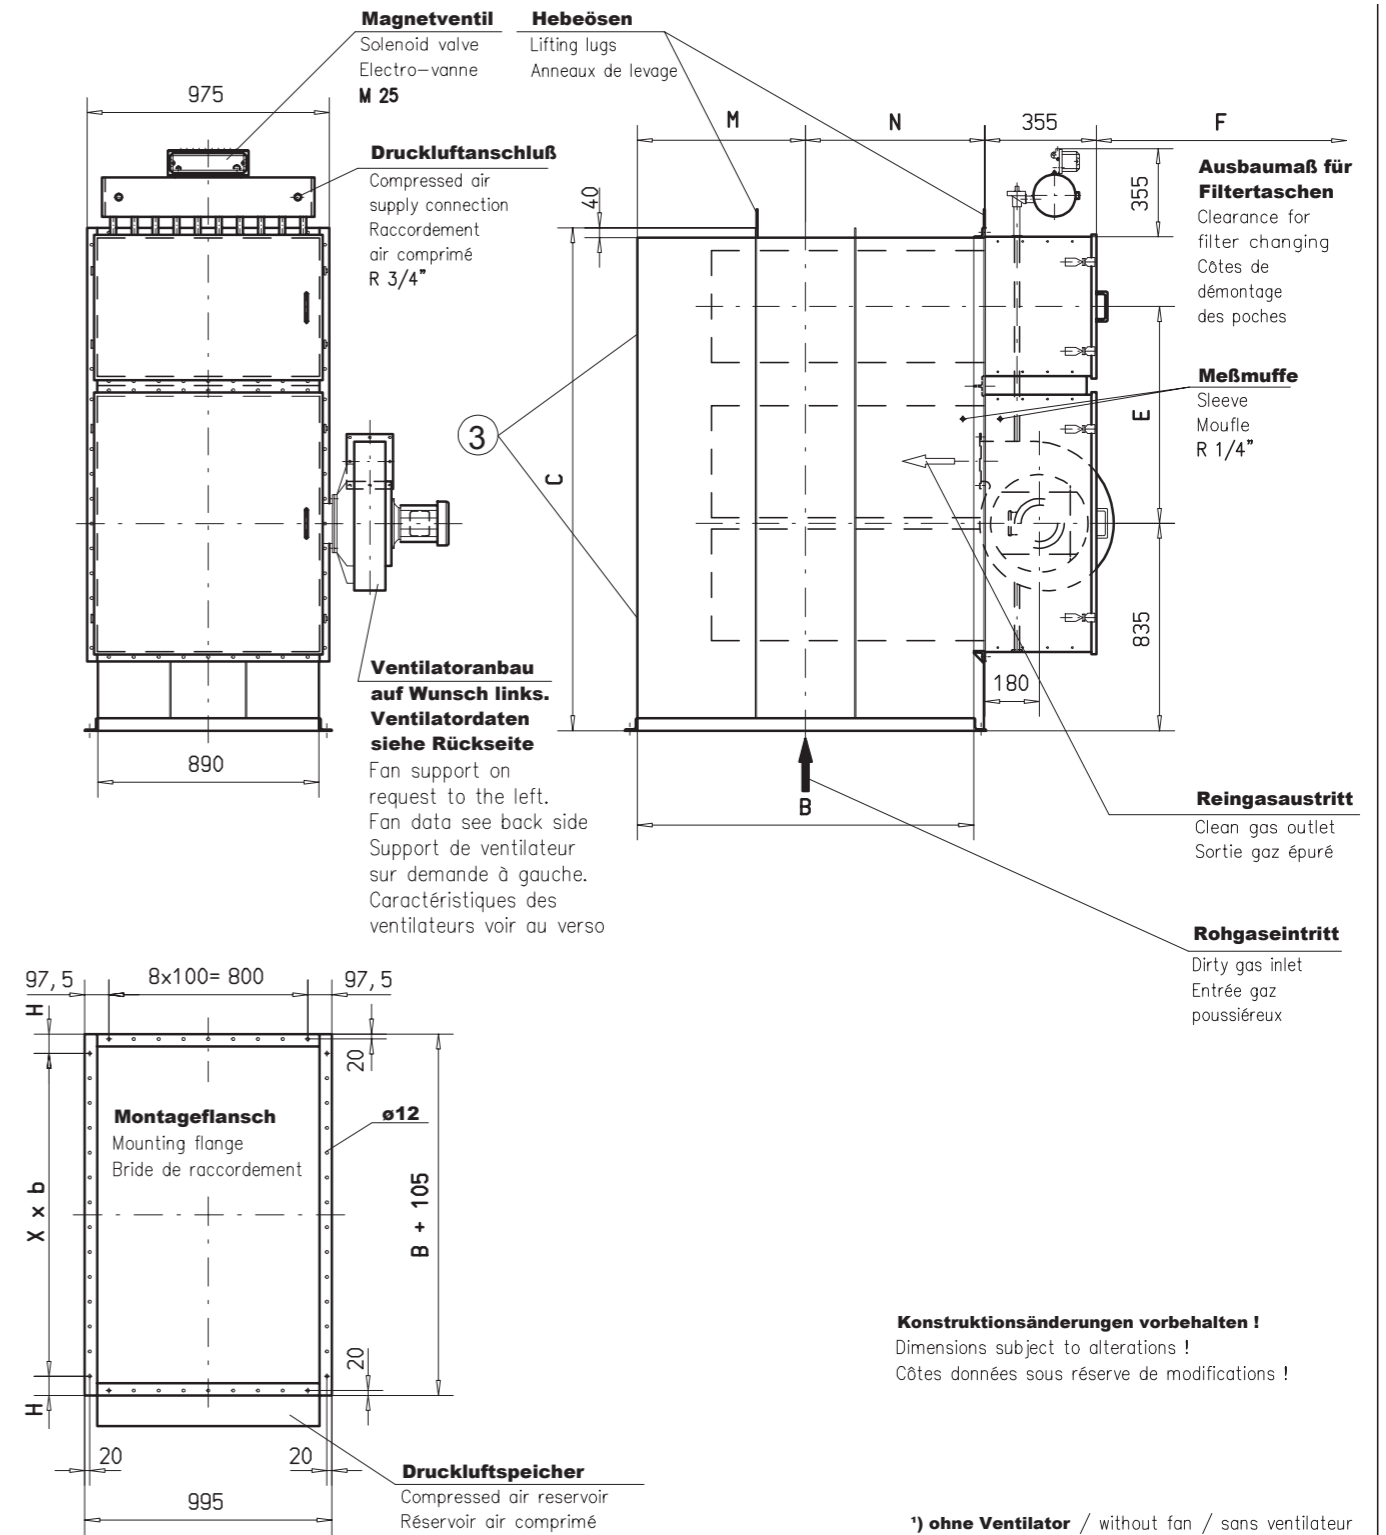 Magnetventil
Solenoid valve
Electro-vanne
M 25
Hebeösen
Lifting lugs
Anneaux de levage
975
Druckluftanschluß
Compressed air
supply connection
Raccordement
air comprimé
R 3/4"
M
N
355
F
40
355
Ausbaumaß für
Filtertaschen
Clearance for
filter changing
Côtes de
démontage
des poches
Meßmuffe
Sleeve
Moufle
R 1/4"
3
C
E
835
180
890
B
Ventilatoranbau
auf Wunsch links.
Ventilatordaten
siehe Rückseite
Fan support on
request to the left.
Fan data see back side
Support de ventilateur
sur demande à gauche.
Caractéristiques des
ventilateurs voir au verso
Reingasaustritt
Clean gas outlet
Sortie gaz épuré
Rohgaseintritt
Dirty gas inlet
Entrée gaz
poussiéreux
97,5
8x100= 800
97,5
H
20
Montageflansch
Mounting flange
Bride de raccordement
ø12
X x b
B + 105
20
H
20
20
995
Druckluftspeicher
Compressed air reservoir
Réservoir air comprimé
Konstruktionsänderungen vorbehalten !
Dimensions subject to alterations !
Côtes données sous réserve de modifications !
¹) ohne Ventilator / without fan / sans ventilateur